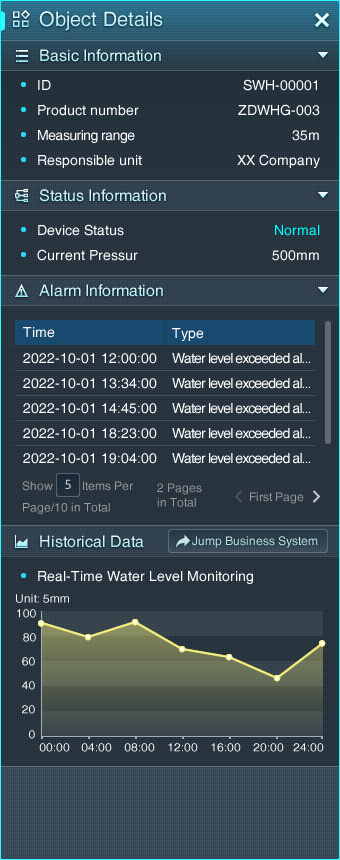 Object Details
Basic Information
ID SWH-00001
Product number ZDWHG-003
Measuring range 35m
Responsible unit XX Company
Status Information
Device Status Normal
Current Pressur 500mm
Alarm Information
Time Type
2022-10-01 12:00:00 Water level exceeded al...
2022-10-01 13:34:00 Water level exceeded al...
2022-10-01 14:45:00 Water level exceeded al...
2022-10-01 18:23:00 Water level exceeded al...
2022-10-01 19:04:00 Water level exceeded al...
Show 5 Items Per
Page/10 in Total
2 Pages
in Total
First Page
Historical Data Jump Business System
Real-Time Water Level Monitoring
Unit: 5mm
100
80
60
40
20
0
00:00 04:00 08:00 12:00 16:00 20:00 24:00